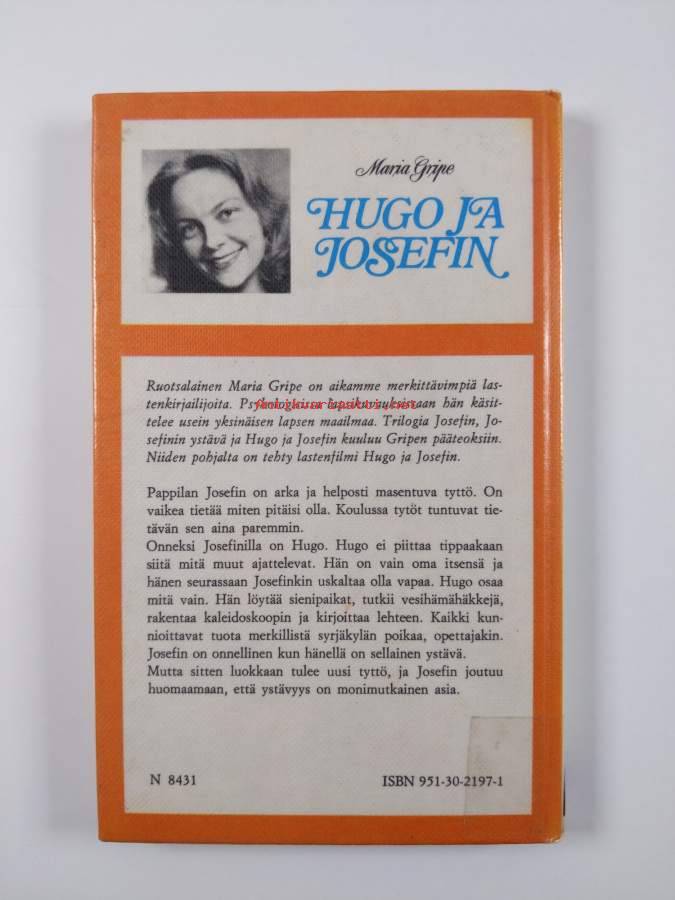 Maria Gripe
HUGO JA
JOSEFIN
Ruotsalainen Maria Gripe on aikamme merkittävimpiä las-
tenkirjailijoita. Psykologisissa lapsikuvauksissaan hän käsit-
telee usein yksinäisen lapsen maailmaa. Trilogia Josefin, Jo-
sefinin ystävä ja Hugo ja Josefin kuuluu Gripen pääteoksiin.
Niiden pohjalta on tehty lastenfilmi Hugo ja Josefin.
Pappilan Josefin on arka ja helposti masentuva tyttö. On
vaikea tietää miten pitäisi olla. Koulussa tytöt tuntuvat tie-
tävän sen aina paremmin.
Onneksi Josefinilla on Hugo. Hugo ei piittaa tippaakaan
siitä mitä muut ajattelevat. Hän on vain oma itsensä ja
hänen seurassaan Josefinkin uskaltaa olla vapaa. Hugo osaa
mitä vain. Hän löytää sienipaikat, tutkii vesihämähäkkejä,
rakentaa kaleidoskoopin ja kirjoittaa lehteen. Kaikki kun-
nioittavat tuota merkillistä syrjäkylän poikaa, opettajakin.
Josefin on onnellinen kun hänellä on sellainen ystävä.
Mutta sitten luokkaan tulee uusi tyttö, ja Josefin joutuu
huomaamaan, että ystävyys on monimutkainen asia.
N 8431
ISBN 951-30-2197-1